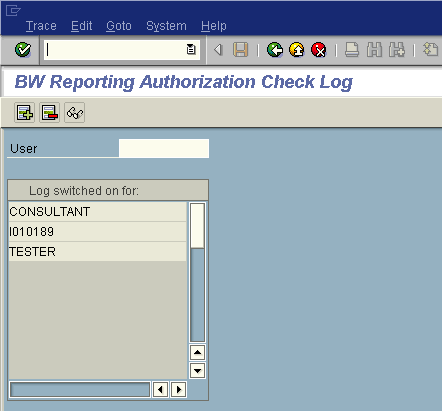 Trace Edit Goto System Help
BW Reporting Authorization Check Log
User
Log switched on for:
CONSULTANT
I010189
TESTER